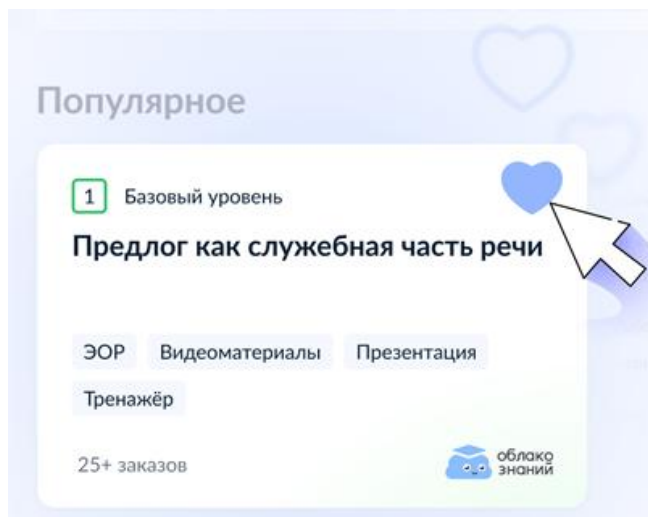 Популярное
1 Базовый уровень
Предлог как служебная часть речи
ЭОР Видеоматериалы Презентация
Тренажёр
25+ заказов
облако
знаний